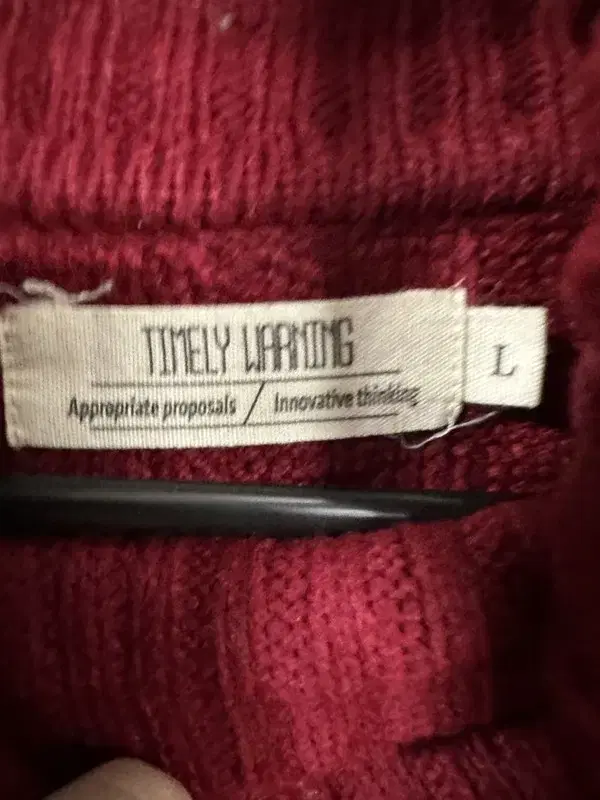 TIMELY WARNING
Appropriate proposals / Innovative thinking
L